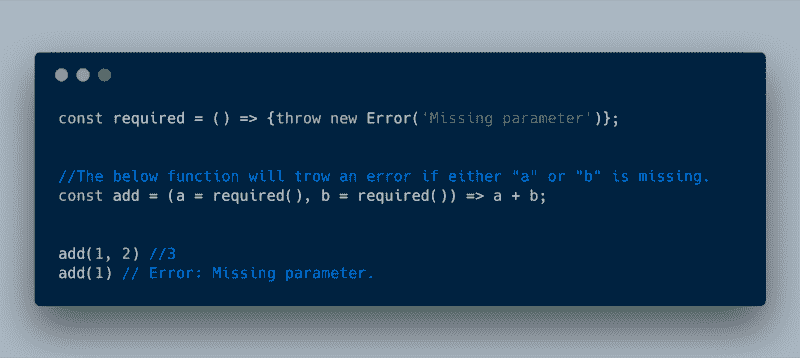 const required = () => {throw new Error('Missing parameter')};
//The below function will trow an error if either "a" or "b" is missing.
const add = (a = required(), b = required()) => a + b;
add(1, 2) //3
add(1) // Error: Missing parameter.